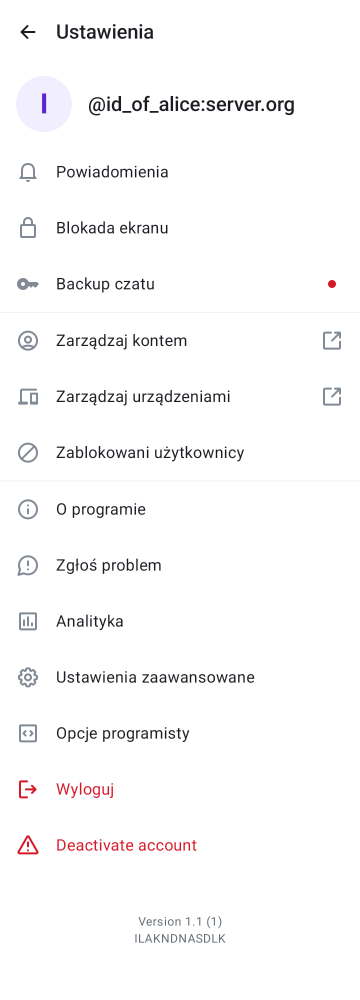 Ustawienia
I
@id_of_alice:server.org
Powiadomienia
Blokada ekranu
Backup czatu
Zarządzaj kontem
Zarządzaj urządzeniami
Zablokowani użytkownicy
O programie
Zgłoś problem
Analityka
Ustawienia zaawansowane
Opcje programisty
Wyloguj
Deactivate account
Version 1.1 (1)
ILAKNDNASDLK